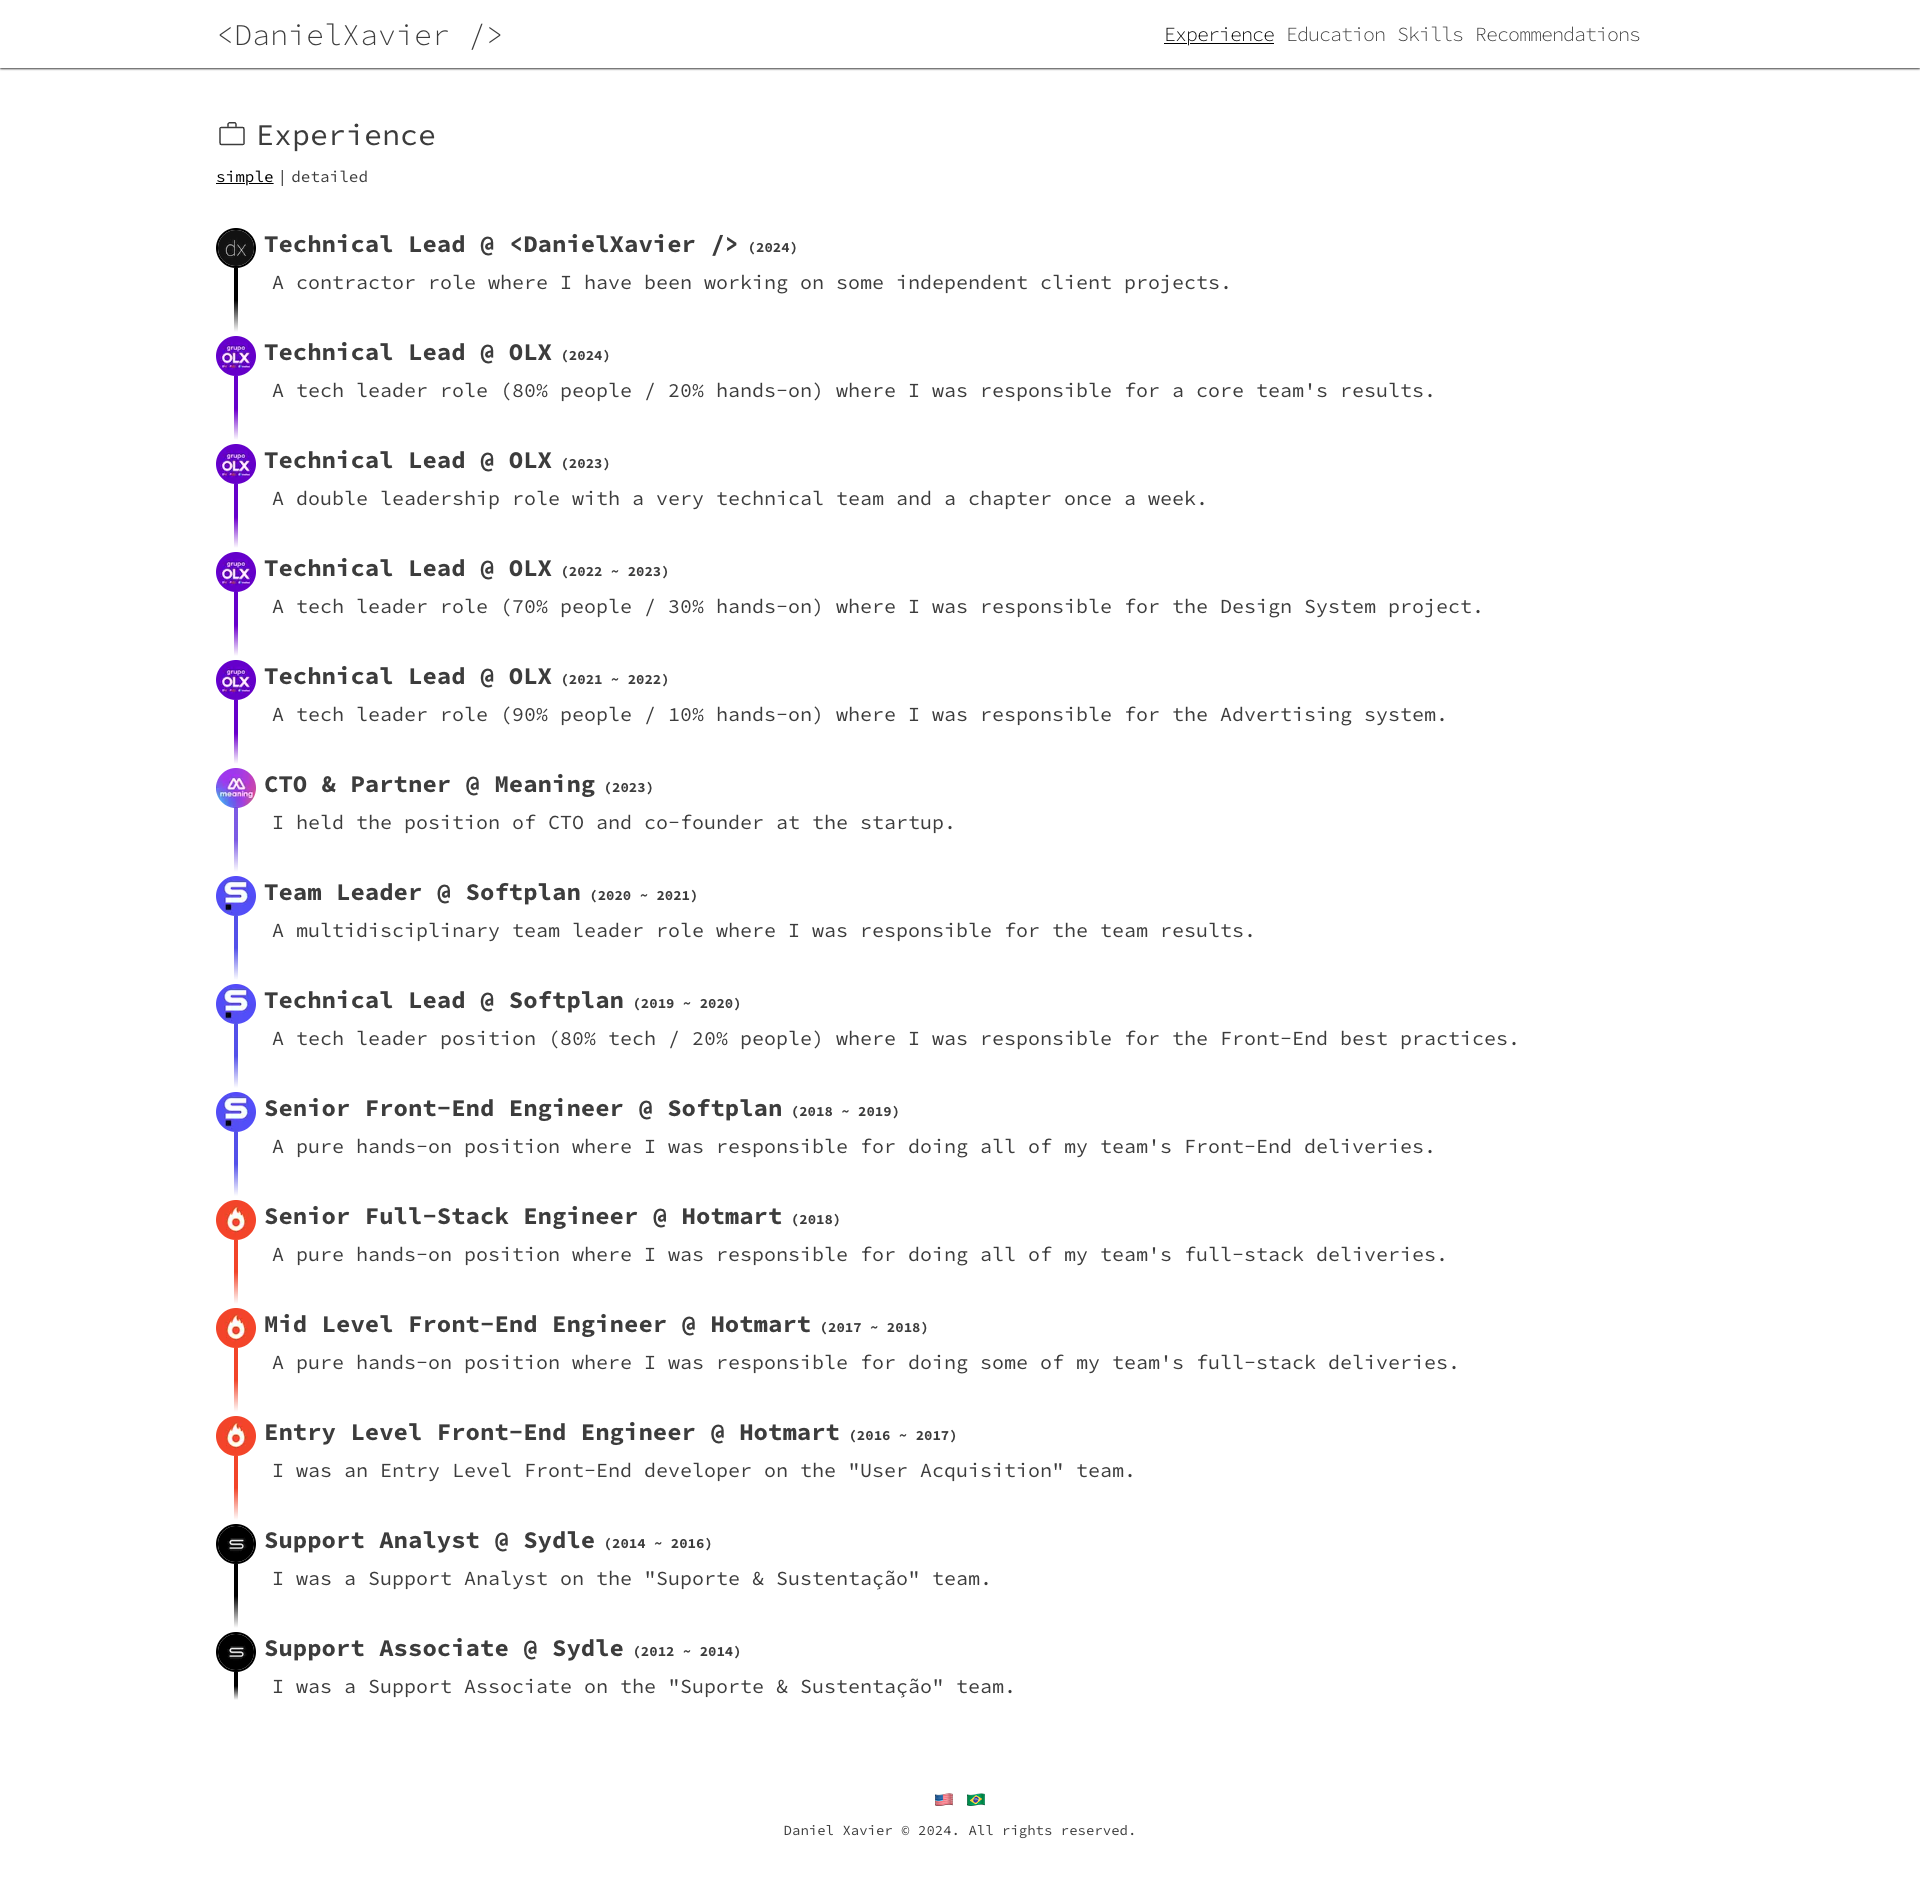 <DanielXavier />
Experience Education Skills Recommendations
Experience
simple | detailed
dx
Technical Lead @ <DanielXavier /> (2024)
A contractor role where I have been working on some independent client projects.
grupo
OLX
Technical Lead @ OLX (2024)
A tech leader role (80% people / 20% hands-on) where I was responsible for a core team's results.
grupo
OLX
Technical Lead @ OLX (2023)
A double leadership role with a very technical team and a chapter once a week.
grupo
OLX
Technical Lead @ OLX (2022 ~ 2023)
A tech leader role (70% people / 30% hands-on) where I was responsible for the Design System project.
grupo
OLX
Technical Lead @ OLX (2021 ~ 2022)
A tech leader role (90% people / 10% hands-on) where I was responsible for the Advertising system.
meaning
CTO & Partner @ Meaning (2023)
I held the position of CTO and co-founder at the startup.
Team Leader @ Softplan (2020 ~ 2021)
A multidisciplinary team leader role where I was responsible for the team results.
Technical Lead @ Softplan (2019 ~ 2020)
A tech leader position (80% tech / 20% people) where I was responsible for the Front-End best practices.
Senior Front-End Engineer @ Softplan (2018 ~ 2019)
A pure hands-on position where I was responsible for doing all of my team's Front-End deliveries.
Senior Full-Stack Engineer @ Hotmart (2018)
A pure hands-on position where I was responsible for doing all of my team's full-stack deliveries.
Mid Level Front-End Engineer @ Hotmart (2017 ~ 2018)
A pure hands-on position where I was responsible for doing some of my team's full-stack deliveries.
Entry Level Front-End Engineer @ Hotmart (2016 ~ 2017)
I was an Entry Level Front-End developer on the "User Acquisition" team.
Support Analyst @ Sydle (2014 ~ 2016)
I was a Support Analyst on the "Suporte & Sustentação" team.
Support Associate @ Sydle (2012 ~ 2014)
I was a Support Associate on the "Suporte & Sustentação" team.
Daniel Xavier © 2024. All rights reserved.